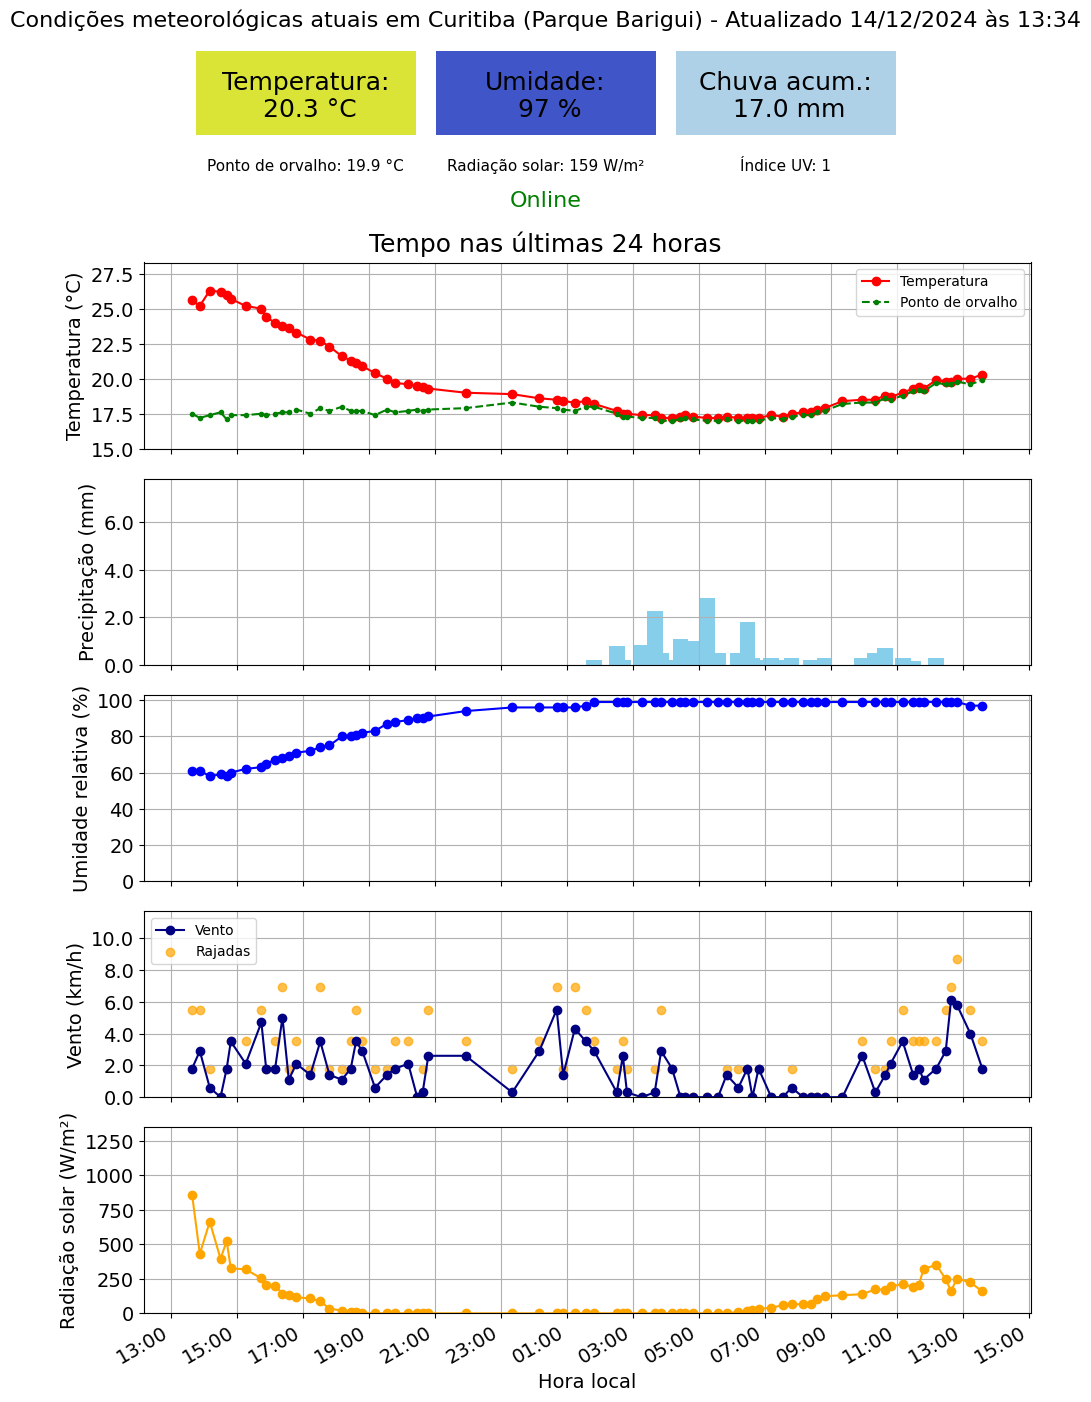 Condições meteorológicas atuais em Curitiba (Parque Barigui) - Atualizado 14/12/2024 às 13:34
Temperatura:
20.3 °C
Umidade:
97 %
Chuva acum.:
17.0 mm
Ponto de orvalho: 19.9 °C
Radiação solar: 159 W/m²
Índice UV: 1
Online
Tempo nas últimas 24 horas
Temperatura (°C)
27.5
25.0
22.5
20.0
17.5
15.0
Temperatura
Ponto de orvalho
Precipitação (mm)
6.0
4.0
2.0
0.0
Umidade relativa (%)
100
80
60
40
20
0
Vento (km/h)
10.0
8.0
6.0
4.0
2.0
0.0
Vento
Rajadas
Radiação solar (W/m²)
1250
1000
750
500
250
0
13:00
15:00
17:00
19:00
21:00
23:00
01:00
03:00
05:00
07:00
09:00
11:00
13:00
15:00
Hora local